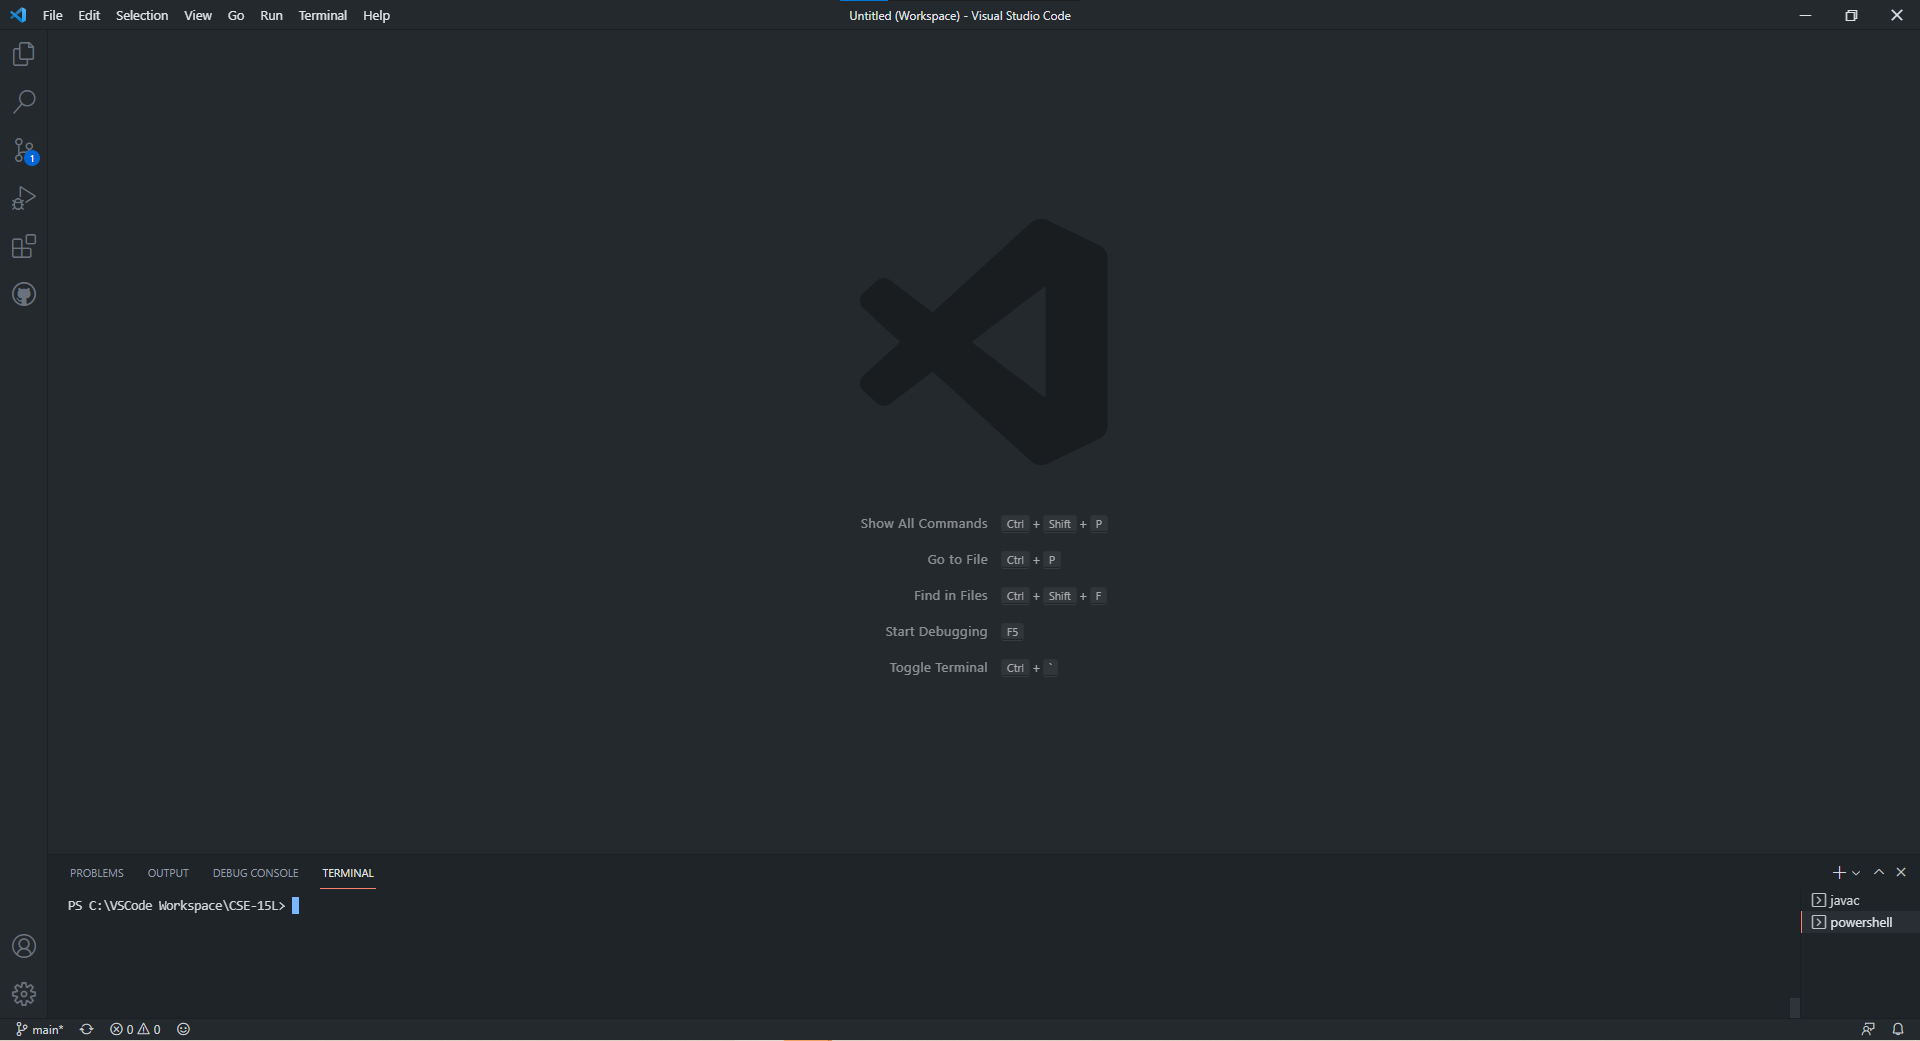 File Edit Selection View Go Run Terminal Help Untitled (Workspace) - Visual Studio Code
1
Show All Commands Ctrl + Shift + P
Go to File Ctrl + P
Find in Files Ctrl + Shift + F
Start Debugging F5
Toggle Terminal Ctrl + `
PROBLEMS OUTPUT DEBUG CONSOLE TERMINAL
PS C:\VSCode Workspace\CSE-15L>
javac
powershell
main* 0 0